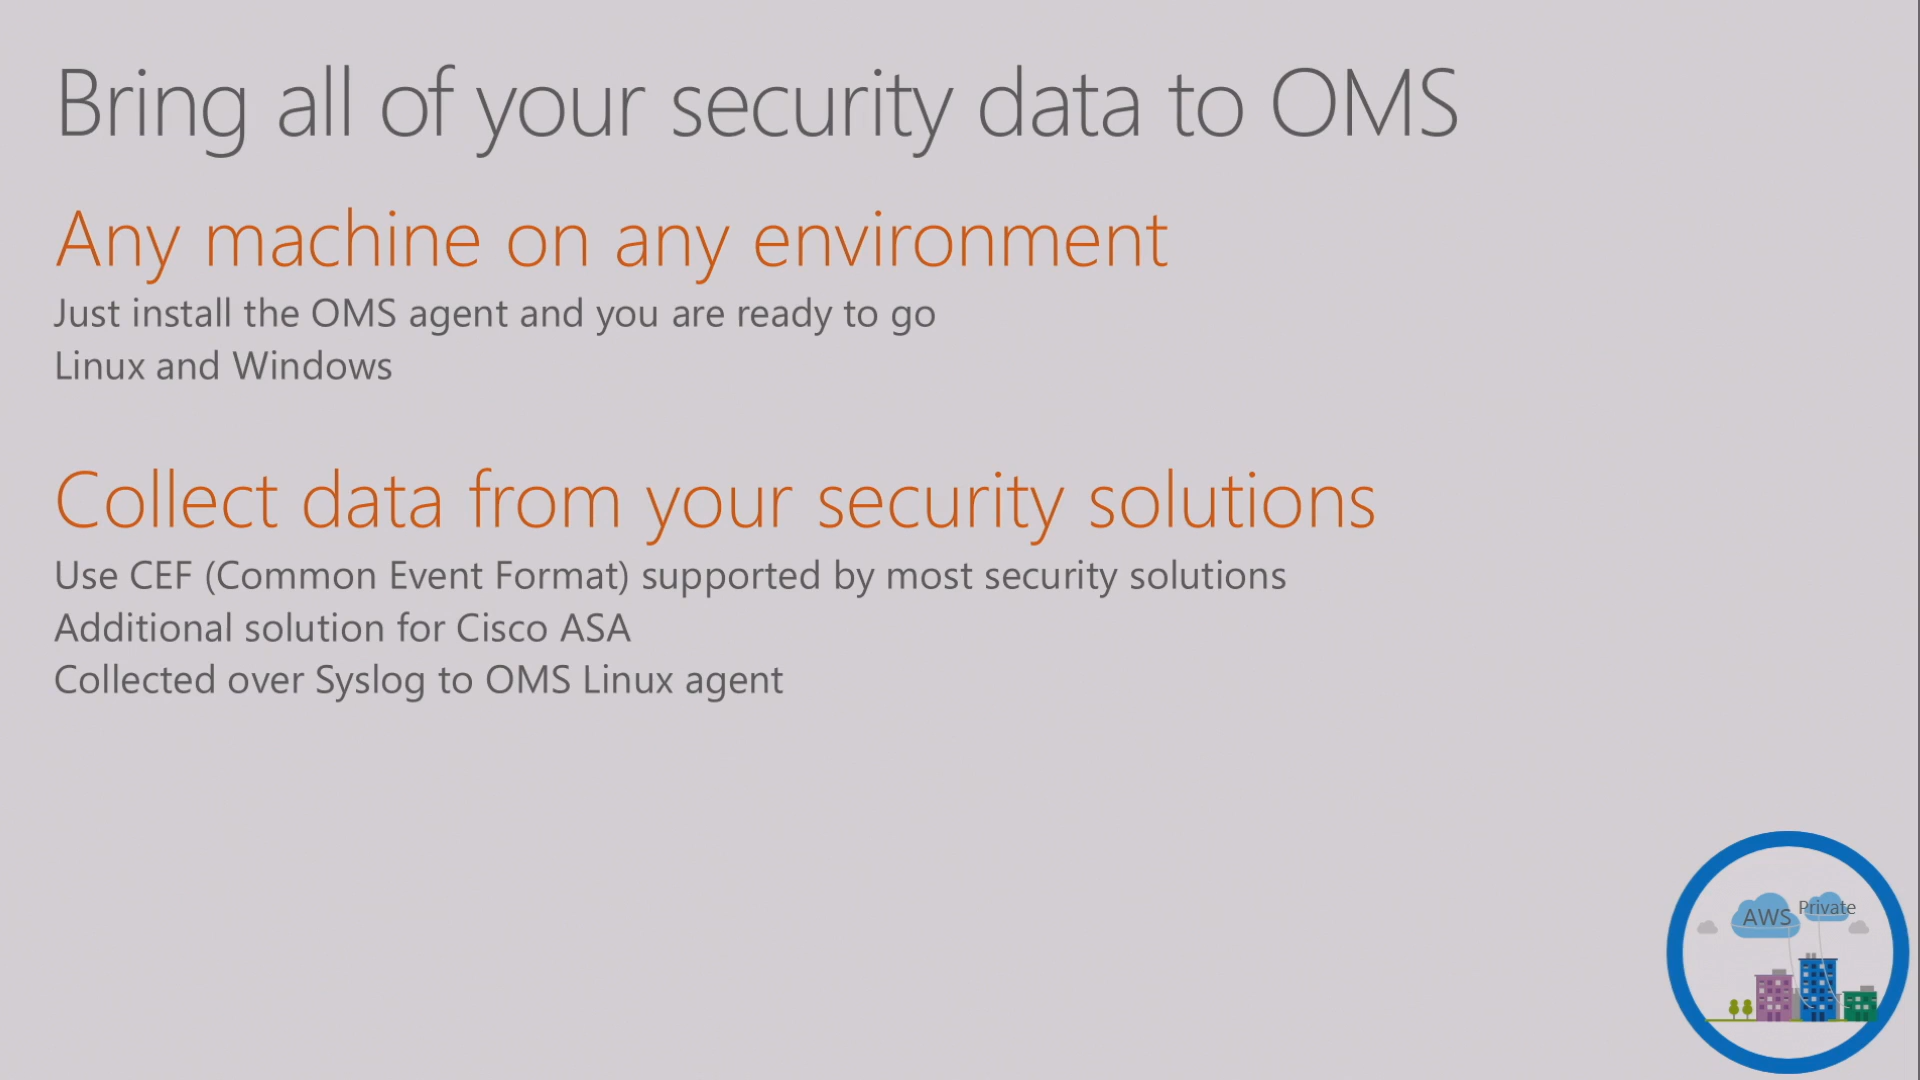 Bring all of your security data to OMS
Any machine on any environment
Just install the OMS agent and you are ready to go
Linux and Windows
Collect data from your security solutions
Use CEF (Common Event Format) supported by most security solutions
Additional solution for Cisco ASA
Collected over Syslog to OMS Linux agent
AWS
Private